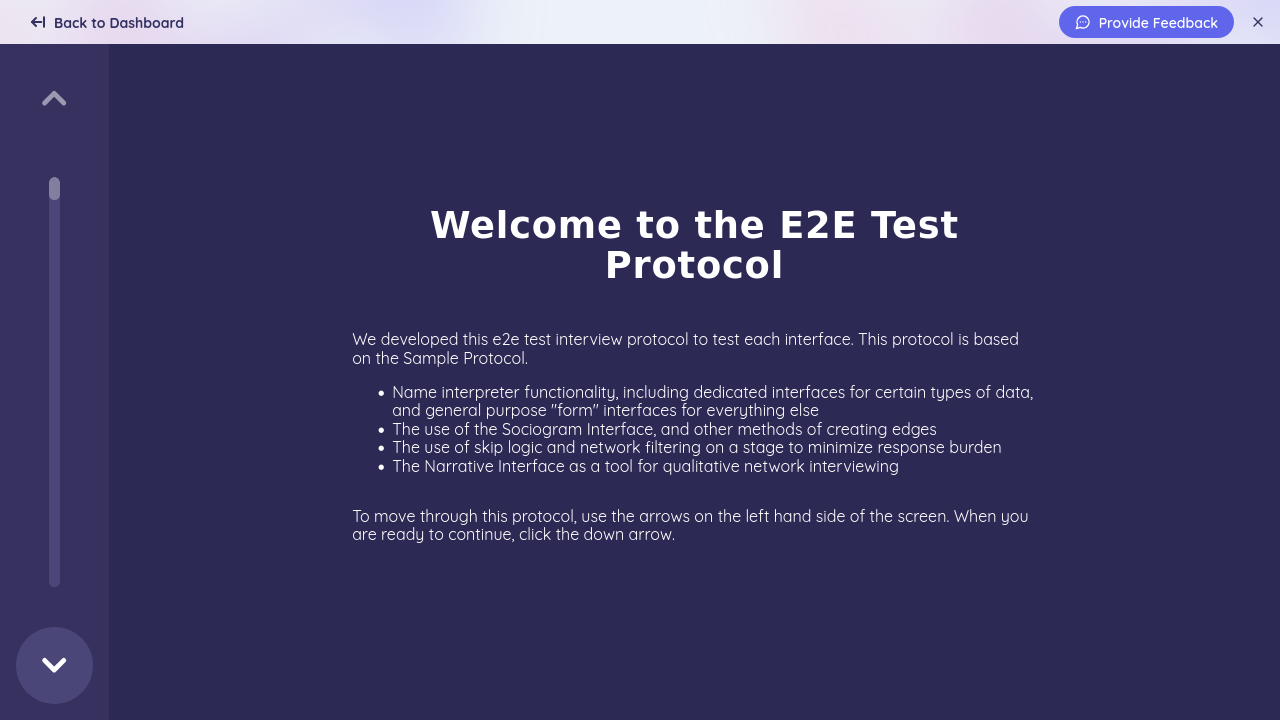 Back to Dashboard
Provide Feedback
Welcome to the E2E Test
Protocol
We developed this e2e test interview protocol to test each interface. This protocol is based
on the Sample Protocol.
• Name interpreter functionality, including dedicated interfaces for certain types of data,
and general purpose "form" interfaces for everything else
• The use of the Sociogram Interface, and other methods of creating edges
• The use of skip logic and network filtering on a stage to minimize response burden
• The Narrative Interface as a tool for qualitative network interviewing
To move through this protocol, use the arrows on the left hand side of the screen. When you
are ready to continue, click the down arrow.